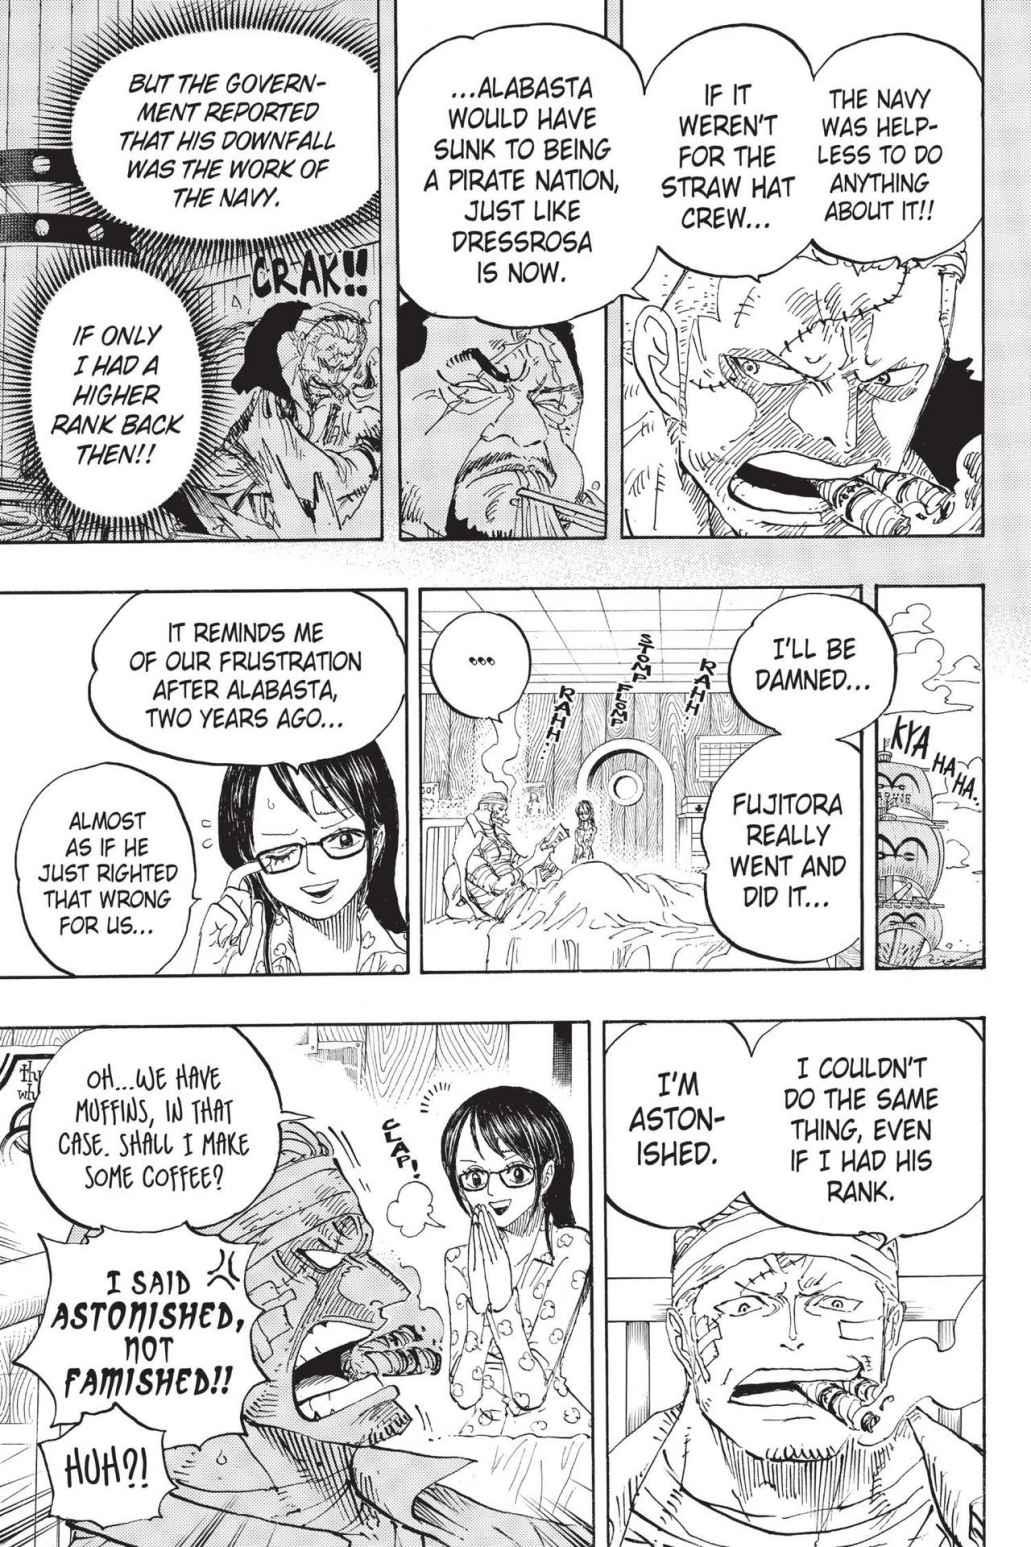 THE NAVY
WAS HELP-
LESS TO DO
ANYTHING
ABOUT IT!!
IF IT
WEREN'T
FOR THE
STRAW HAT
CREW...
...ALABASTA
WOULD HAVE
SUNK TO BEING
A PIRATE NATION,
JUST LIKE
DRESSROSA
IS NOW.
BUT THE GOVERN-
MENT REPORTED
THAT HIS DOWNFALL
WAS THE WORK OF
THE NAVY.
CRAK!!
IF ONLY
I HAD A
HIGHER
RANK BACK
THEN!!
KYA
HA
HA..
I'LL BE
DAMNED...
FUJITORA
REALLY
WENT AND
DID IT...
RAHH..
STOMP FLOMP
RAHH..
...
IT REMINDS ME
OF OUR FRUSTRATION
AFTER ALABASTA,
TWO YEARS AGO...
ALMOST
AS IF HE
JUST RIGHTED
THAT WRONG
FOR US...
I COULDN'T
DO THE SAME
THING, EVEN
IF I HAD HIS
RANK.
I'M
ASTON-
ISHED.
CLAP!
OH...WE HAVE
MUFFINS, IN THAT
CASE. SHALL I MAKE
SOME COFFEE?
I SAID
ASTONISHED,
NOT
FAMISHED!!
HUH?!